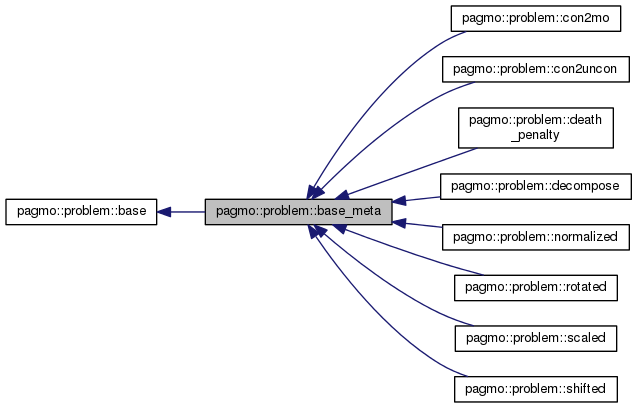 pagmo::problem::con2mo
pagmo::problem::con2uncon
pagmo::problem::death
_penalty
pagmo::problem::decompose
pagmo::problem::base
pagmo::problem::base_meta
pagmo::problem::normalized
pagmo::problem::rotated
pagmo::problem::scaled
pagmo::problem::shifted